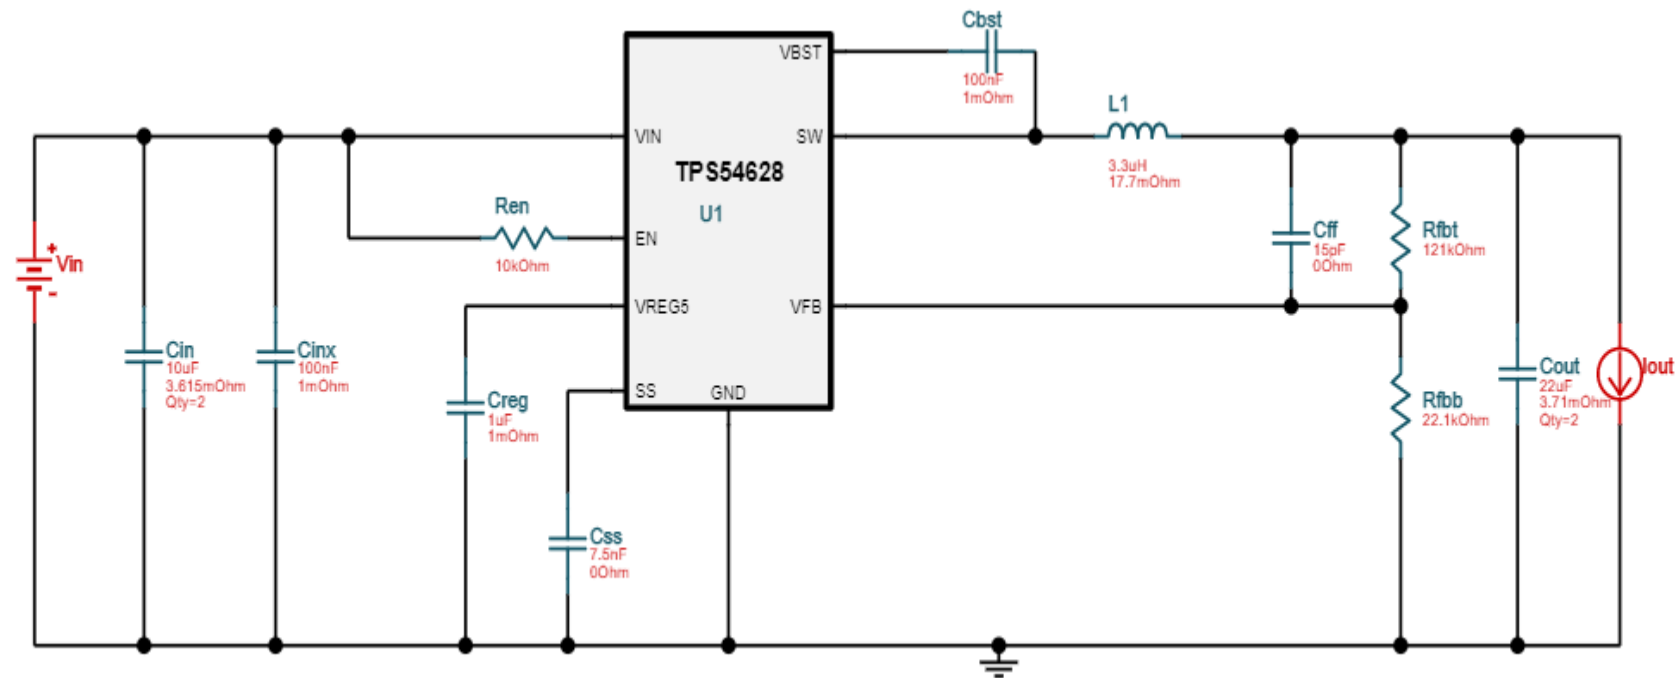 Cbst
100nF
1mOhm
VBST
L1
3.3uH
17.7mOhm
VIN
SW
TPS54628
U1
Ren
10kOhm
EN
Cff
15pF
0Ohm
Rfbt
121kOhm
+
Vin
-
VREG5
VFB
Cin
10uF
3.615mOhm
Qty=2
Cinx
100nF
1mOhm
Creg
1uF
1mOhm
SS
GND
Rfbb
22.1kOhm
Cout
22uF
3.71mOhm
Qty=2
Iout
Css
7.5nF
0Ohm